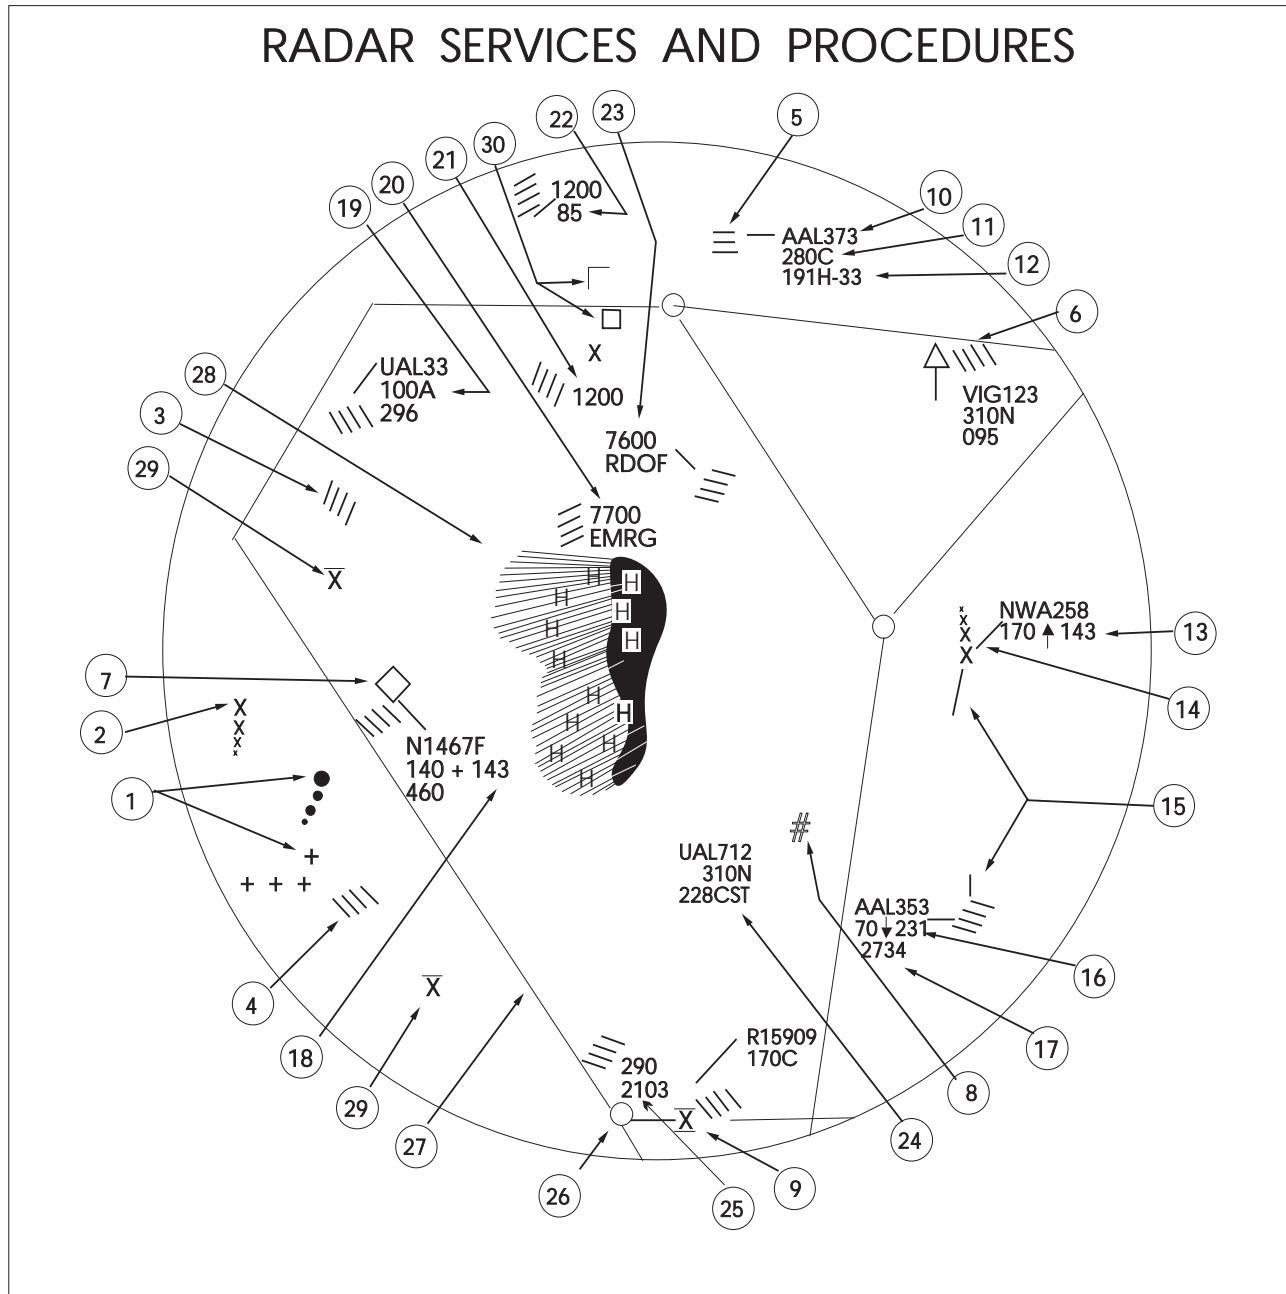 RADAR SERVICES AND PROCEDURES
22
23
5
30
21
20
19
1200
85
10
11
12
AAL373
280C
191H-33
6
X
28
UAL33
100A
296
1200
VIG123
310N
095
3
29
7600
RDOF
7700
EMRG
X
H H
H H
H H
H
H
H H
H H
H
NWA258
170 143
X
X
X
X
13
7
14
2
X
X
X
X
N1467F
140 + 143
460
1
+
+ + +
15
#
UAL712
310N
228CST
AAL353
70 231
2734
4
X
16
18
29
27
R15909
170C
290
2103
17
8
X
24
26
9
25